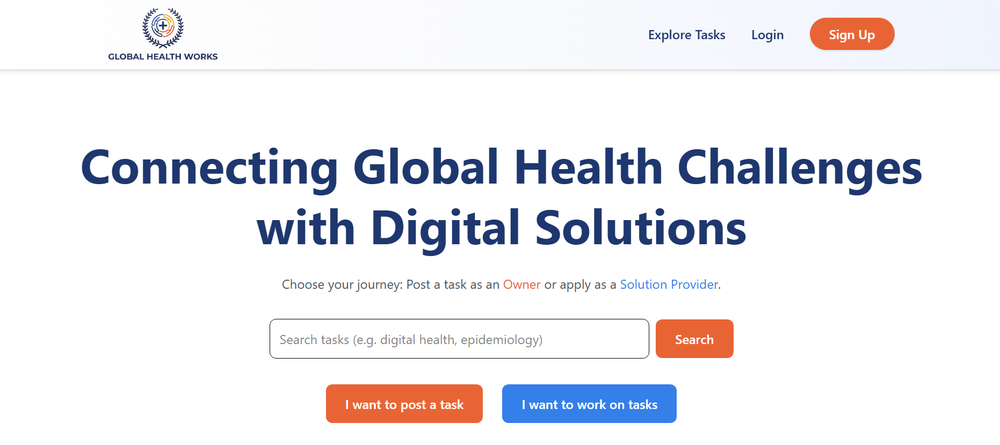 GLOBAL HEALTH WORKS
Explore Tasks
Login
Sign Up
Connecting Global Health Challenges
with Digital Solutions
Choose your journey: Post a task as an Owner or apply as a Solution Provider.
Search tasks (e.g. digital health, epidemiology)
Search
I want to post a task
I want to work on tasks